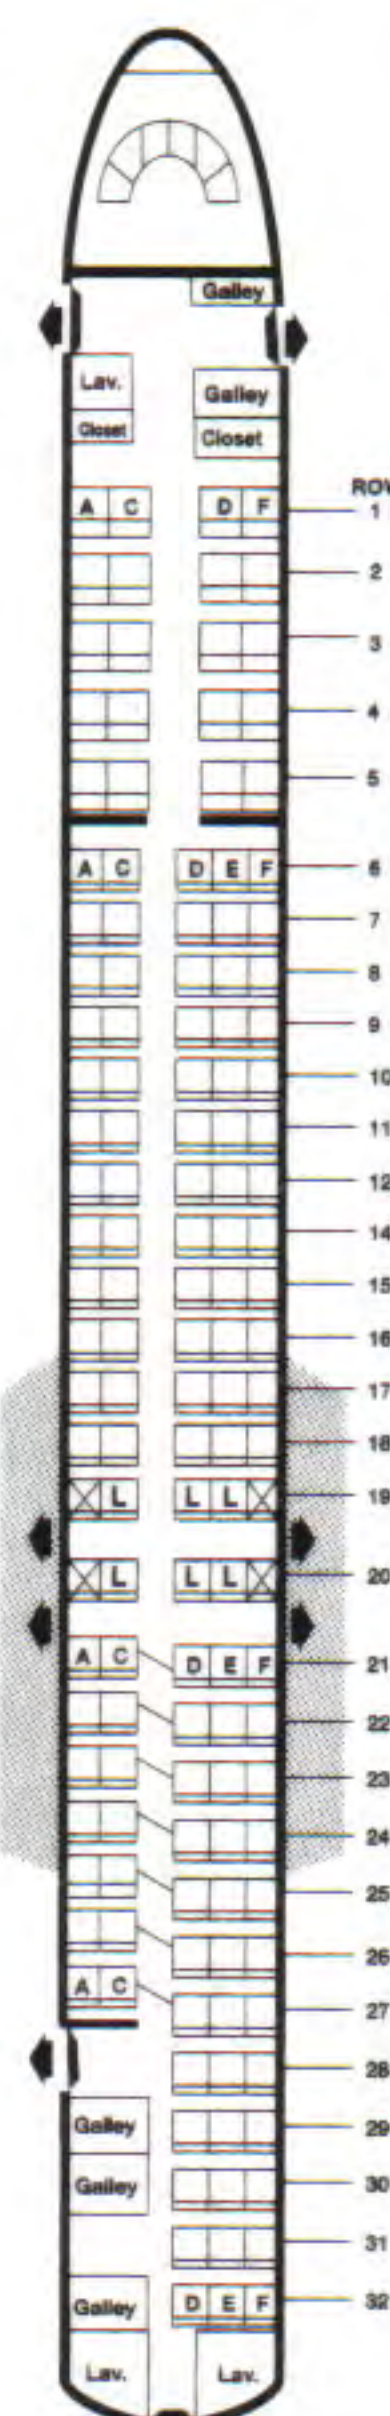 Galley
Lav. Galley
Closet Closet
ROW
A C D F 1
2
3
4
5
A C D E F 6
7
8
9
10
11
12
14
15
16
17
18
L L L 19
L L L 20
A C D E F 21
22
23
24
25
26
A C 27
28
Galley 29
Galley 30
31
Galley D E F 32
Lav. Lav.